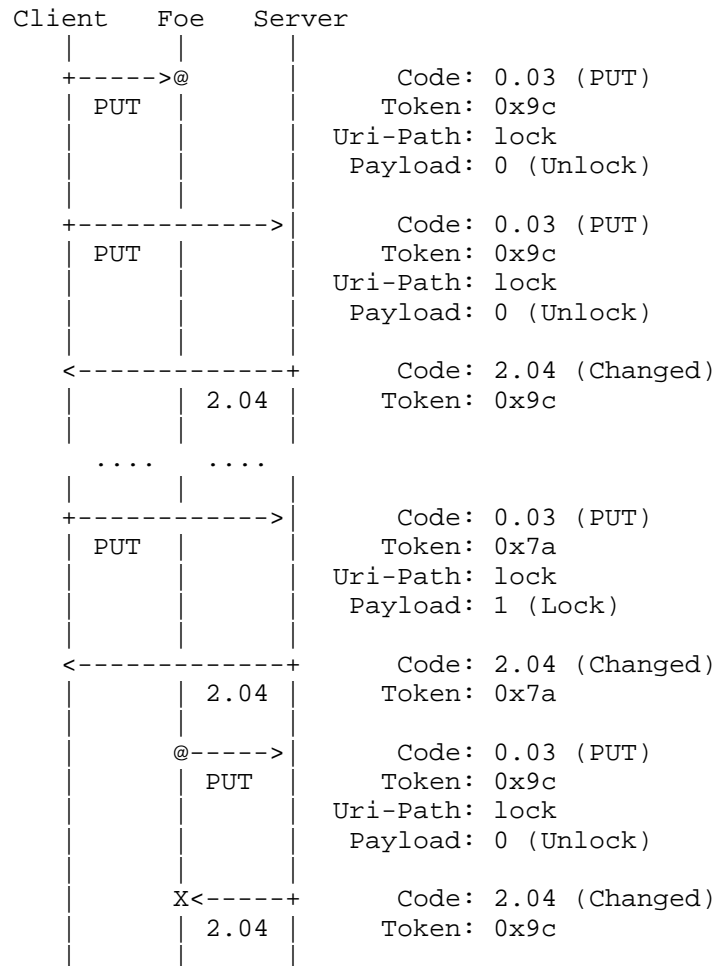 Client   Foe   Server
   |      |      |
   +----->@      |      Code: 0.03 (PUT)
   | PUT  |      |     Token: 0x9c
   |      |      |  Uri-Path: lock
   |      |      |   Payload: 0 (Unlock)
   |      |      |
   +------------>|      Code: 0.03 (PUT)
   | PUT  |      |     Token: 0x9c
   |      |      |  Uri-Path: lock
   |      |      |   Payload: 0 (Unlock)
   |      |      |
   <-------------+      Code: 2.04 (Changed)
   |      | 2.04 |     Token: 0x9c
   |      |      |
     ....   ....
   |      |      |
   +------------>|      Code: 0.03 (PUT)
   | PUT  |      |     Token: 0x7a
   |      |      |  Uri-Path: lock
   |      |      |   Payload: 1 (Lock)
   |      |      |
   <-------------+      Code: 2.04 (Changed)
   |      | 2.04 |     Token: 0x7a
   |      |      |
   |      @----->|      Code: 0.03 (PUT)
   |      | PUT  |     Token: 0x9c
   |      |      |  Uri-Path: lock
   |      |      |   Payload: 0 (Unlock)
   |      |      |
   |      X<-----+      Code: 2.04 (Changed)
   |      | 2.04 |     Token: 0x9c
   |      |      |